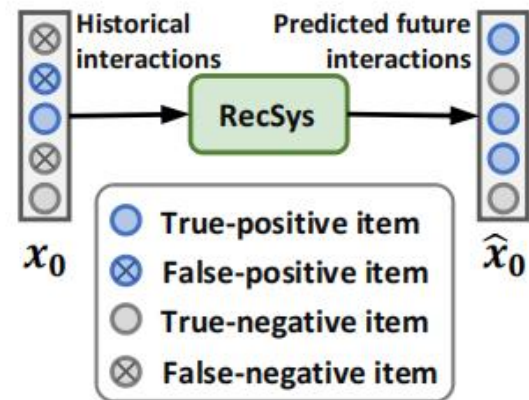 Historical
interactions
Predicted future
interactions
RecSys
x₀
x̂₀
True-positive item
False-positive item
True-negative item
False-negative item